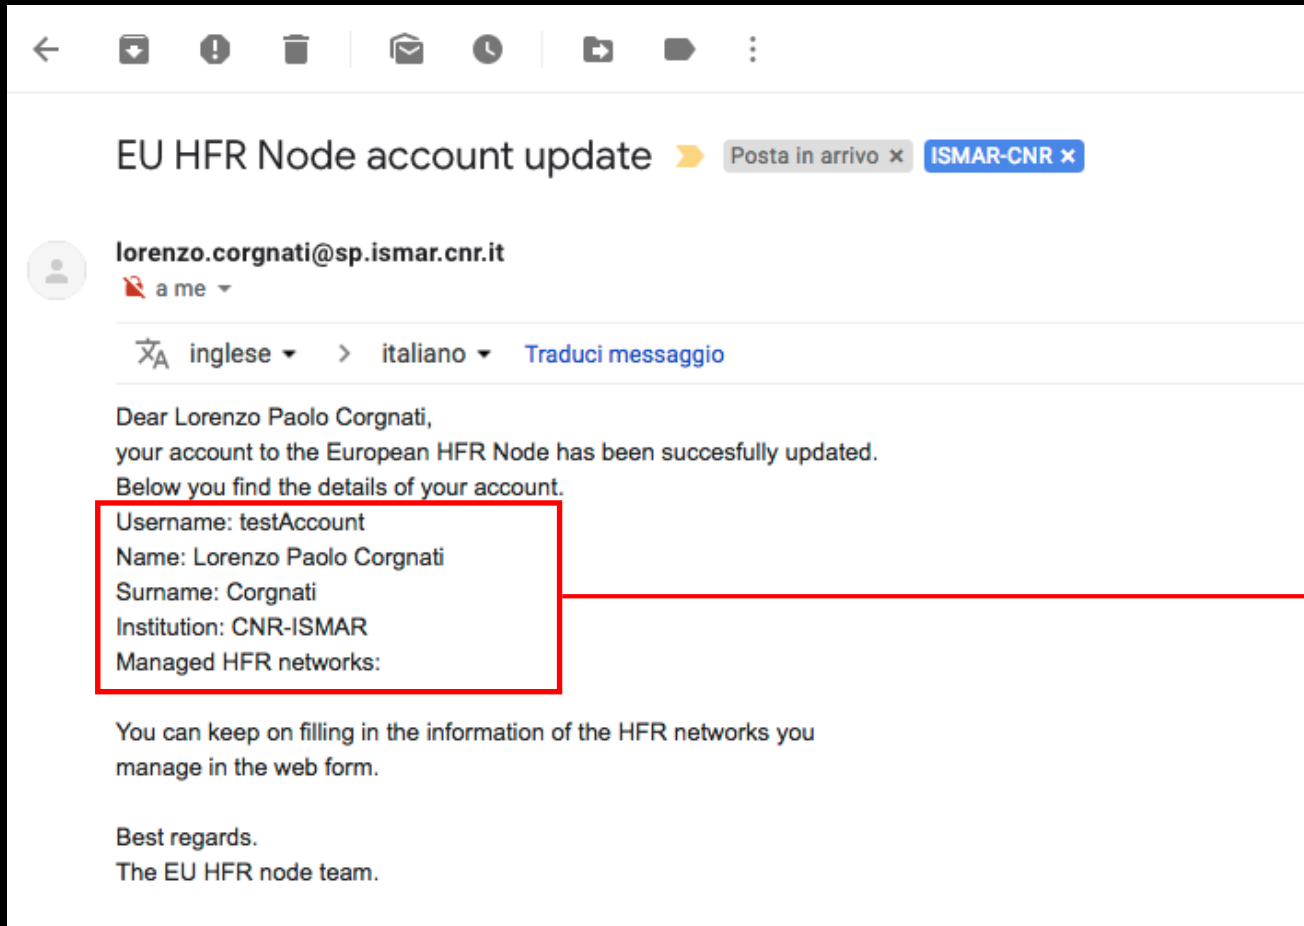 EU HFR Node account update Posta in arrivo × ISMAR-CNR ×
lorenzo.corgnati@sp.ismar.cnr.it
a me
inglese > italiano Traduci messaggio
Dear Lorenzo Paolo Corgnati,
your account to the European HFR Node has been succesfully updated.
Below you find the details of your account.
Username: testAccount
Name: Lorenzo Paolo Corgnati
Surname: Corgnati
Institution: CNR-ISMAR
Managed HFR networks:
You can keep on filling in the information of the HFR networks you
manage in the web form.
Best regards.
The EU HFR node team.